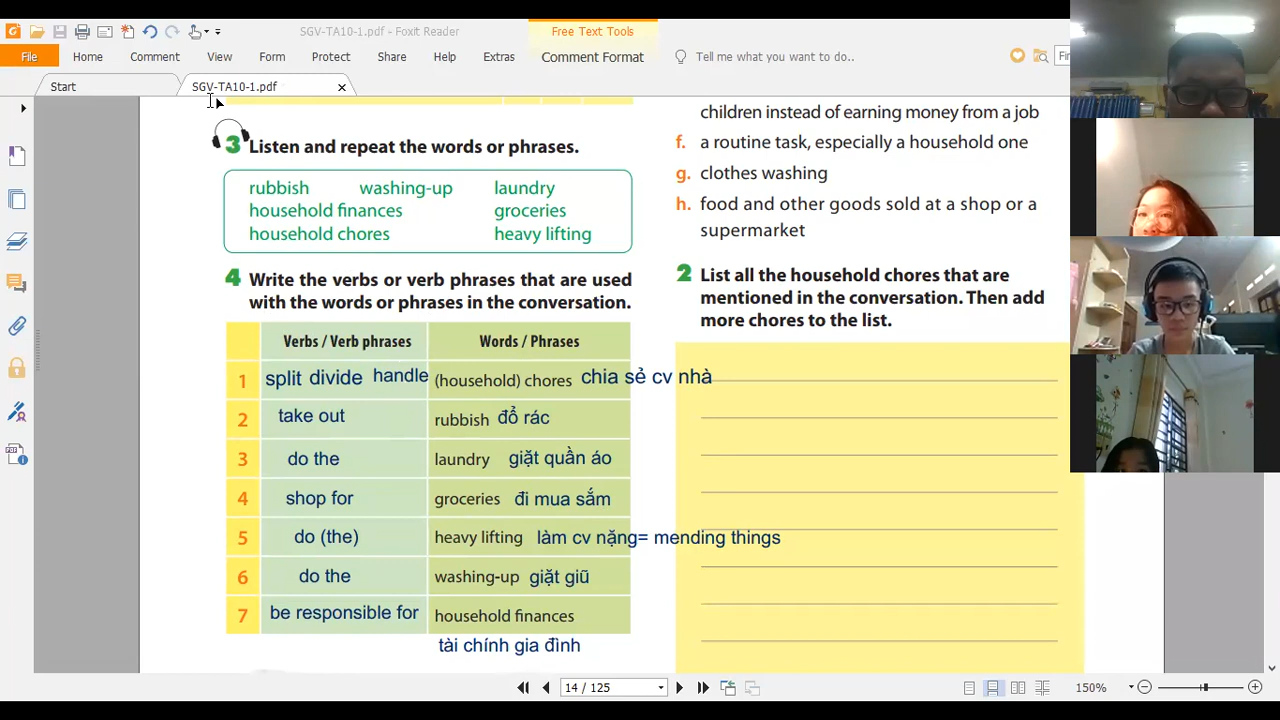 SGV-TA10-1.pdf - Foxit Reader
Free Text Tools
File Home Comment View Form Protect Share Help Extras Comment Format Tell me what you want to do..
Start SGV-TA10-1.pdf
3 Listen and repeat the words or phrases.
rubbish washing-up laundry
household finances groceries
household chores heavy lifting
4 Write the verbs or verb phrases that are used
with the words or phrases in the conversation.
Verbs / Verb phrases Words / Phrases
1 split divide handle (household) chores chia sẻ cv nhà
2 take out rubbish đổ rác
3 do the laundry giặt quần áo
4 shop for groceries đi mua sắm
5 do (the) heavy lifting làm cv nặng= mending things
6 do the washing-up giặt giũ
7 be responsible for household finances
tài chính gia đình
children instead of earning money from a job
f. a routine task, especially a household one
g. clothes washing
h. food and other goods sold at a shop or a
supermarket
2 List all the household chores that are
mentioned in the conversation. Then add
more chores to the list.
14 / 125
150%